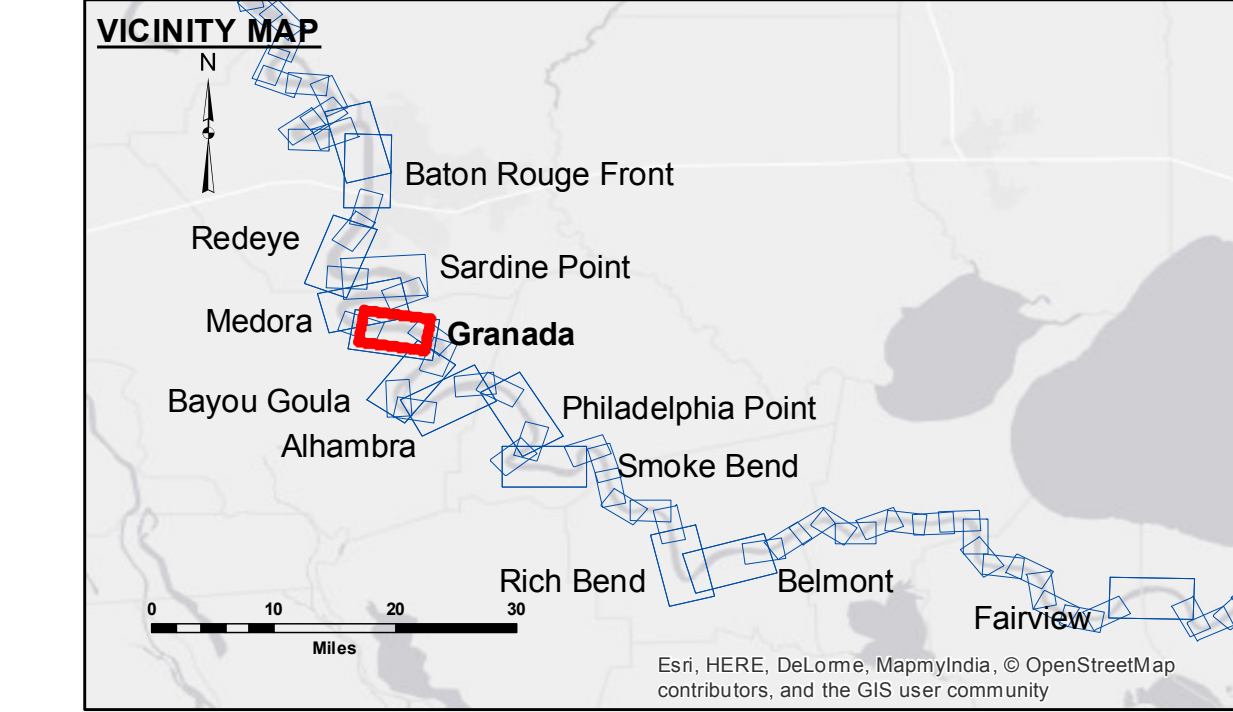 VICINITY MAP
N
Baton Rouge Front
Redeye
Sardine Point
Medora
Granada
Bayou Goula
Philadelphia Point
Alhambra
Smoke Bend
Rich Bend
Belmont
0 10 20 30
Fairview
Miles
Esri, HERE, DeLorme, MapmyIndia, © OpenStreetMap
contributors, and the GIS user community